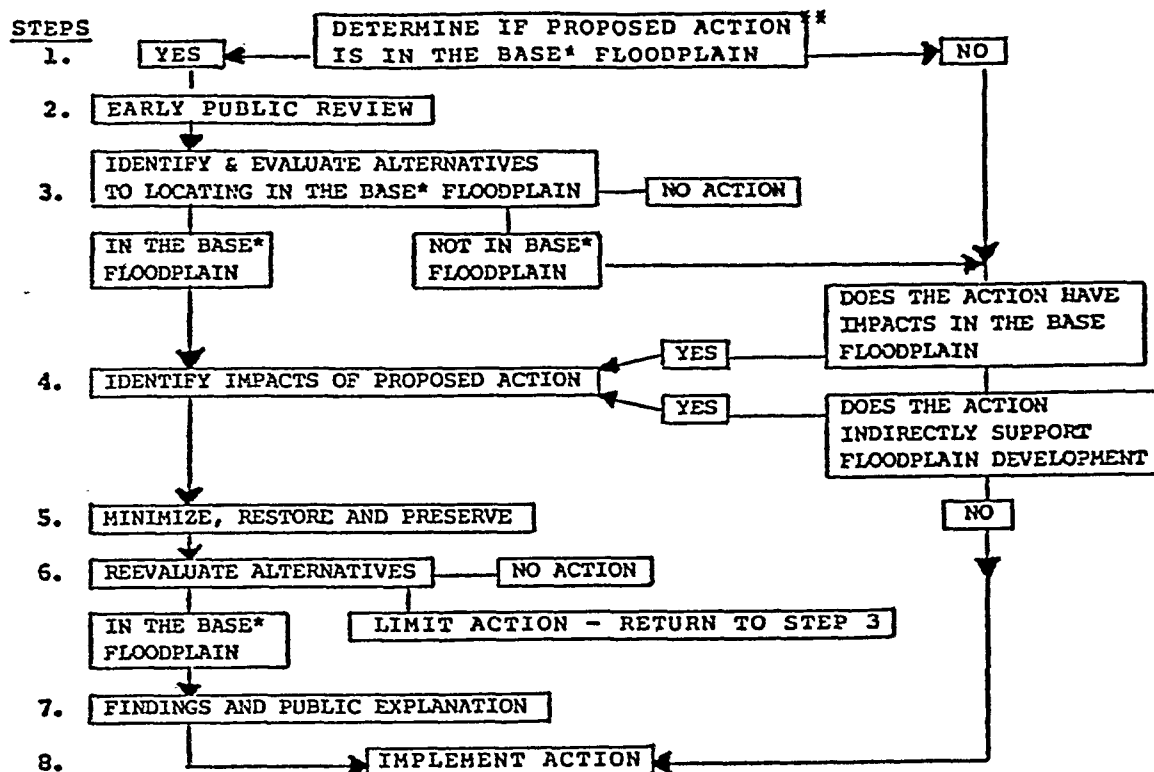 STEPS
1.
YES
DETERMINE IF PROPOSED ACTION**
IS IN THE BASE* FLOODPLAIN
NO
2.
EARLY PUBLIC REVIEW
3.
IDENTIFY & EVALUATE ALTERNATIVES
TO LOCATING IN THE BASE* FLOODPLAIN
NO ACTION
IN THE BASE*
FLOODPLAIN
NOT IN BASE*
FLOODPLAIN
DOES THE ACTION HAVE
IMPACTS IN THE BASE
FLOODPLAIN
YES
4.
IDENTIFY IMPACTS OF PROPOSED ACTION
YES
DOES THE ACTION
INDIRECTLY SUPPORT
FLOODPLAIN DEVELOPMENT
NO
5.
MINIMIZE, RESTORE AND PRESERVE
6.
REEVALUATE ALTERNATIVES
NO ACTION
IN THE BASE*
FLOODPLAIN
LIMIT ACTION - RETURN TO STEP 3
7.
FINDINGS AND PUBLIC EXPLANATION
8.
IMPLEMENT ACTION